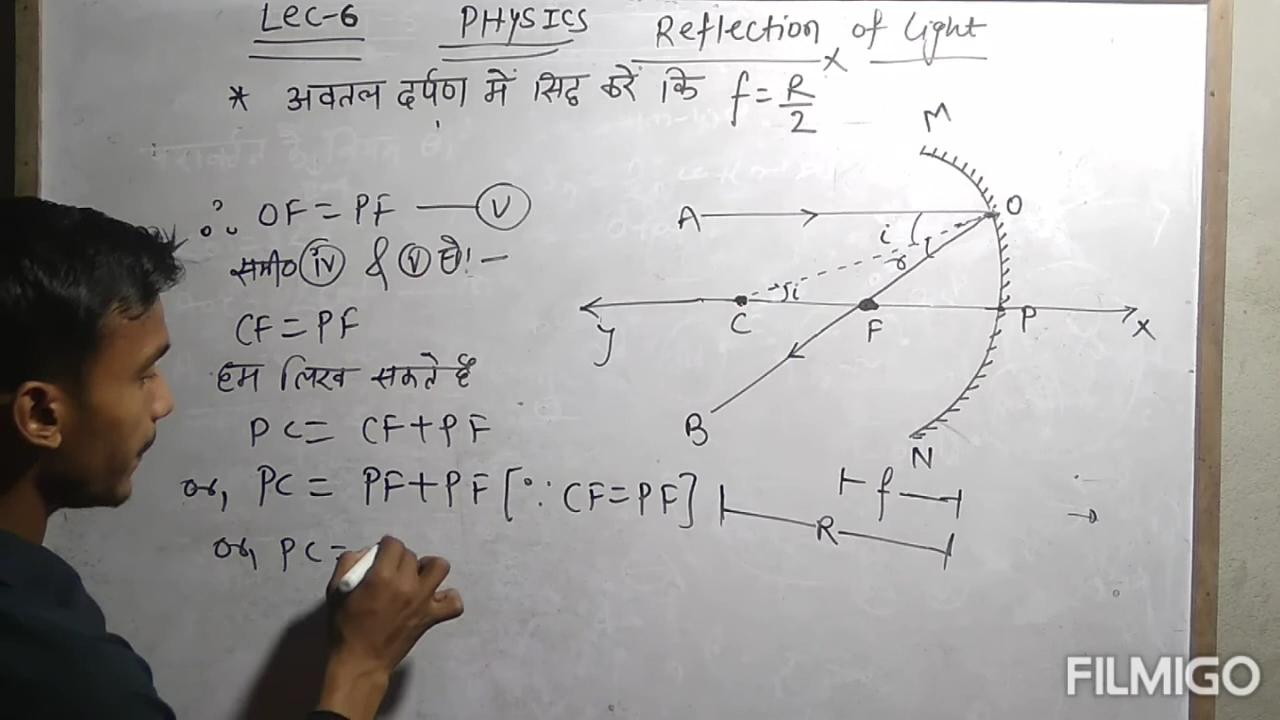 Lec-6 PHYSICS Reflection of light
* अवतल दर्पण में सिद्ध करें कि f = R/2
∴ OF = PF — (V)
समी० (iv) & (v) से :-
CF = PF
हम लिख सकते है
PC = CF + PF
or, PC = PF + PF [∵ CF = PF]
or, PC =
M
A
O
i
r
i
y
C
F
P
x
B
N
f
R
FILMIGO